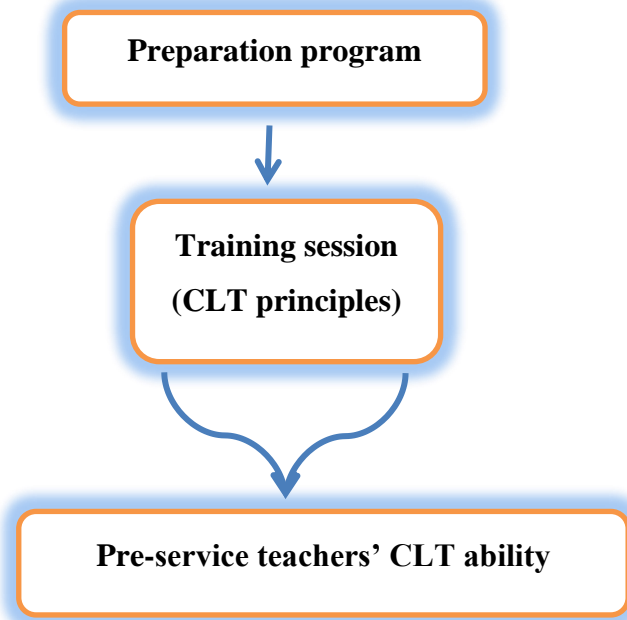 Preparation program
Training session
(CLT principles)
Pre-service teachers’ CLT ability